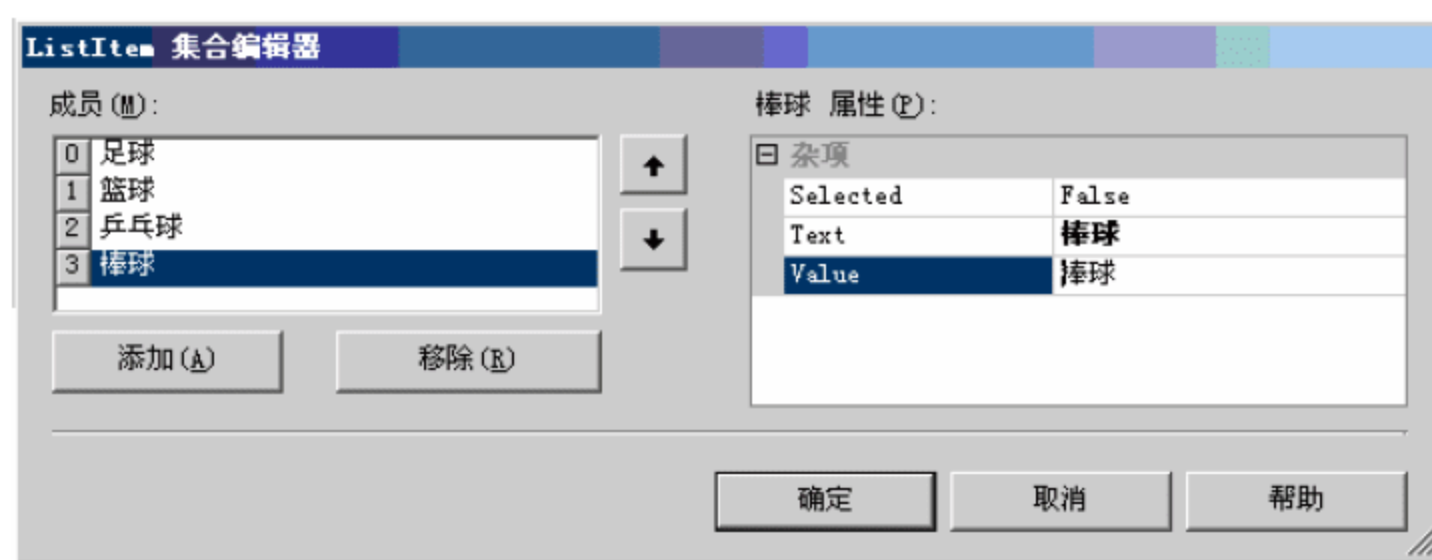 ListItem 集合编辑器
成员(M):
棒球 属性(P):
0 足球
1 篮球
2 乒乓球
3 棒球
杂项
Selected False
Text 棒球
Value 棒球
添加(A) 移除(R)
确定 取消 帮助